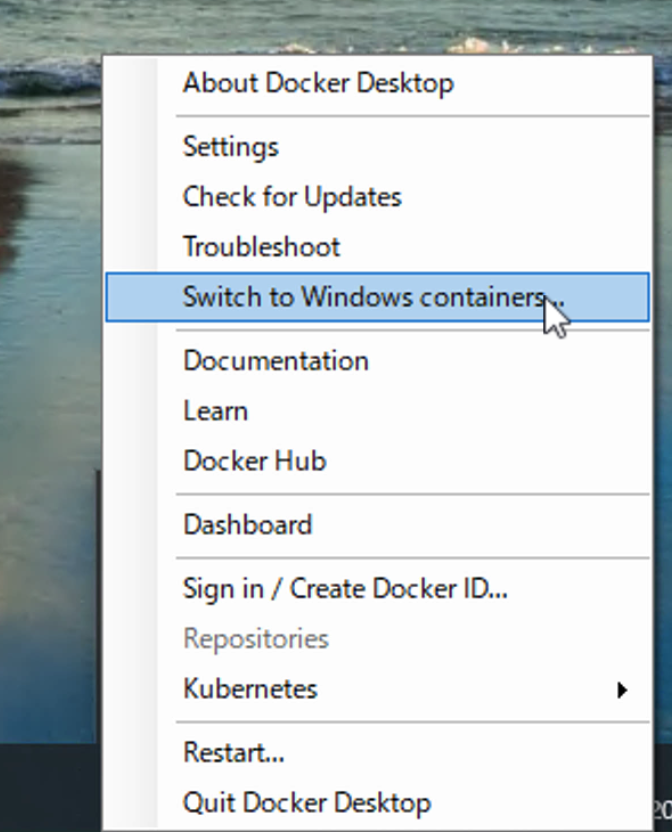 About Docker Desktop
Settings
Check for Updates
Troubleshoot
Switch to Windows containers...
Documentation
Learn
Docker Hub
Dashboard
Sign in / Create Docker ID...
Repositories
Kubernetes
Restart...
Quit Docker Desktop